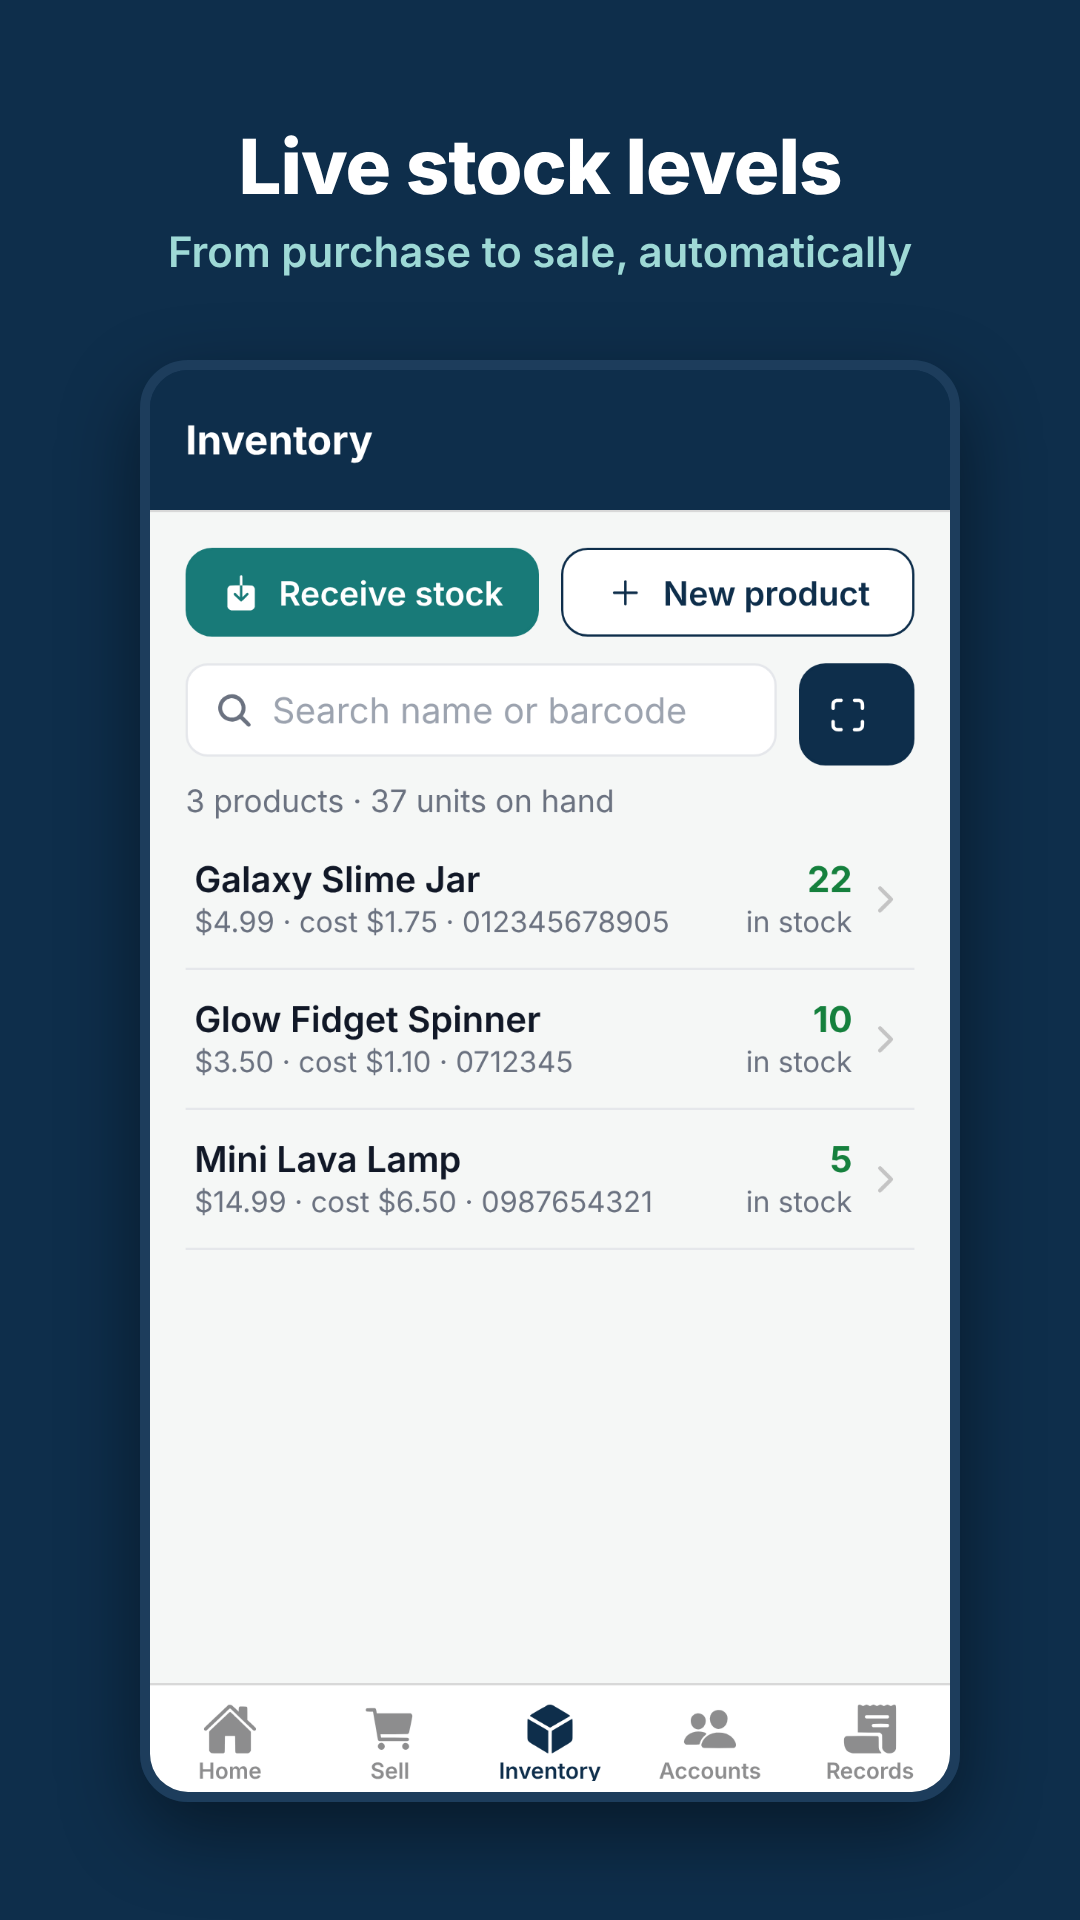 Live stock levels
From purchase to sale, automatically
Inventory
Receive stock
New product
Search name or barcode
3 products · 37 units on hand
Galaxy Slime Jar
22
$4.99 · cost $1.75 · 012345678905
in stock
Glow Fidget Spinner
10
$3.50 · cost $1.10 · 0712345
in stock
Mini Lava Lamp
5
$14.99 · cost $6.50 · 0987654321
in stock
Home
Sell
Inventory
Accounts
Records